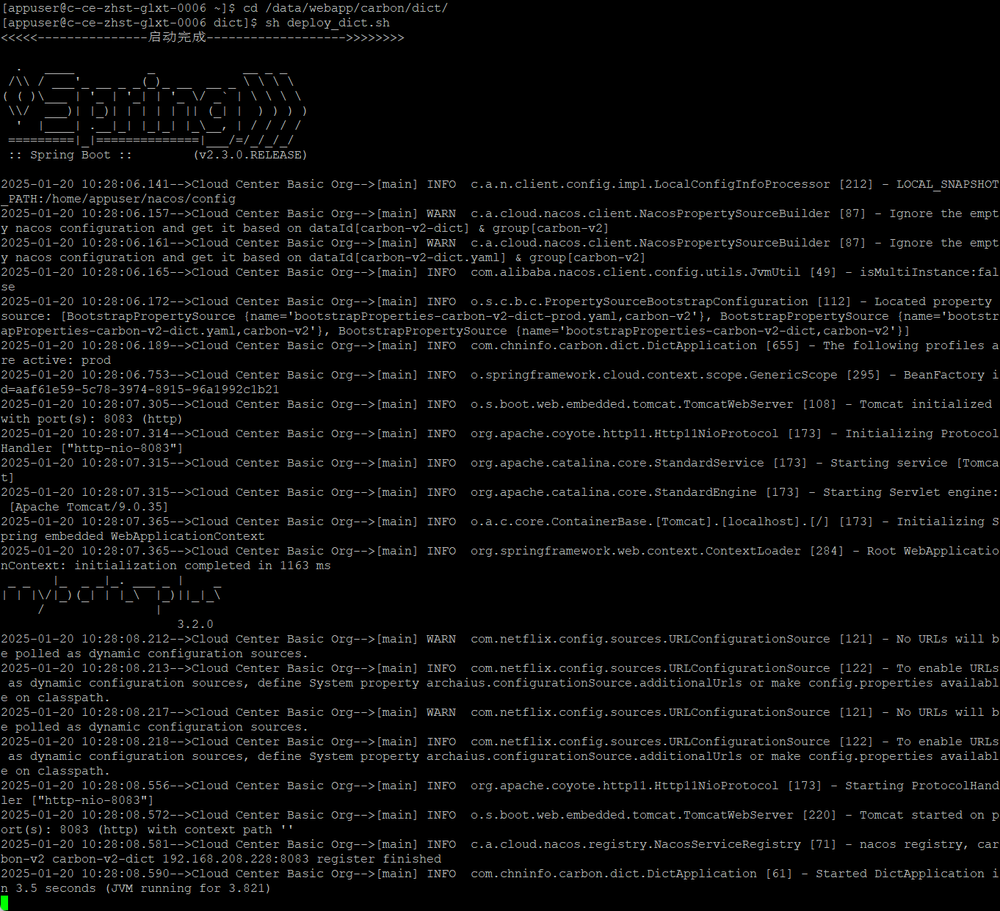 [appuser@c-ce-zhst-glxt-0006 ~]$ cd /data/webapp/carbon/dict/
[appuser@c-ce-zhst-glxt-0006 dict]$ sh deploy_dict.sh
<<<<<---------------启动完成------------------->>>>>>>>
  .   ____          _            __ _ _
 /\\ / ___'_ __ _ _(_)_ __  __ _ \ \ \ \
( ( )\___ | '_ | '_| | '_ \/ _` | \ \ \ \
 \\/  ___)| |_)| | | | | || (_| |  ) ) ) )
  '  |____| .__|_| |_|_| |_\__, | / / / /
 =========|_|==============|___/=/_/_/_/
 :: Spring Boot ::        (v2.3.0.RELEASE)
2025-01-20 10:28:06.141-->Cloud Center Basic Org-->[main] INFO  c.a.n.client.config.impl.LocalConfigInfoProcessor [212] - LOCAL_SNAPSHOT
_PATH:/home/appuser/nacos/config
2025-01-20 10:28:06.157-->Cloud Center Basic Org-->[main] WARN  c.a.cloud.nacos.client.NacosPropertySourceBuilder [87] - Ignore the empt
y nacos configuration and get it based on dataId[carbon-v2-dict] & group[carbon-v2]
2025-01-20 10:28:06.161-->Cloud Center Basic Org-->[main] WARN  c.a.cloud.nacos.client.NacosPropertySourceBuilder [87] - Ignore the empt
y nacos configuration and get it based on dataId[carbon-v2-dict.yaml] & group[carbon-v2]
2025-01-20 10:28:06.165-->Cloud Center Basic Org-->[main] INFO  com.alibaba.nacos.client.config.utils.JvmUtil [49] - isMultiInstance:fal
se
2025-01-20 10:28:06.172-->Cloud Center Basic Org-->[main] INFO  o.s.c.b.c.PropertySourceBootstrapConfiguration [112] - Located property 
source: [BootstrapPropertySource {name='bootstrapProperties-carbon-v2-dict-prod.yaml,carbon-v2'}, BootstrapPropertySource {name='bootstr
apProperties-carbon-v2-dict.yaml,carbon-v2'}, BootstrapPropertySource {name='bootstrapProperties-carbon-v2-dict,carbon-v2'}]
2025-01-20 10:28:06.189-->Cloud Center Basic Org-->[main] INFO  com.chninfo.carbon.dict.DictApplication [655] - The following profiles a
re active: prod
2025-01-20 10:28:06.753-->Cloud Center Basic Org-->[main] INFO  o.springframework.cloud.context.scope.GenericScope [295] - BeanFactory i
d=aaf61e59-5c78-3974-8915-96a1992c1b21
2025-01-20 10:28:07.305-->Cloud Center Basic Org-->[main] INFO  o.s.boot.web.embedded.tomcat.TomcatWebServer [108] - Tomcat initialized 
with port(s): 8083 (http)
2025-01-20 10:28:07.314-->Cloud Center Basic Org-->[main] INFO  org.apache.coyote.http11.Http11NioProtocol [173] - Initializing Protocol
Handler ["http-nio-8083"]
2025-01-20 10:28:07.315-->Cloud Center Basic Org-->[main] INFO  org.apache.catalina.core.StandardService [173] - Starting service [Tomca
t]
2025-01-20 10:28:07.315-->Cloud Center Basic Org-->[main] INFO  org.apache.catalina.core.StandardEngine [173] - Starting Servlet engine:
 [Apache Tomcat/9.0.35]
2025-01-20 10:28:07.365-->Cloud Center Basic Org-->[main] INFO  o.a.c.core.ContainerBase.[Tomcat].[localhost].[/] [173] - Initializing S
pring embedded WebApplicationContext
2025-01-20 10:28:07.365-->Cloud Center Basic Org-->[main] INFO  org.springframework.web.context.ContextLoader [284] - Root WebApplicatio
nContext: initialization completed in 1163 ms
 _ _   |_  _ _|_. ___ _ |    _
| | |\/|_)(_| | |_\  |_)||_|_\
     /               |
                        3.2.0
2025-01-20 10:28:08.212-->Cloud Center Basic Org-->[main] WARN  com.netflix.config.sources.URLConfigurationSource [121] - No URLs will b
e polled as dynamic configuration sources.
2025-01-20 10:28:08.213-->Cloud Center Basic Org-->[main] INFO  com.netflix.config.sources.URLConfigurationSource [122] - To enable URLs
 as dynamic configuration sources, define System property archaius.configurationSource.additionalUrls or make config.properties availabl
e on classpath.
2025-01-20 10:28:08.217-->Cloud Center Basic Org-->[main] WARN  com.netflix.config.sources.URLConfigurationSource [121] - No URLs will b
e polled as dynamic configuration sources.
2025-01-20 10:28:08.218-->Cloud Center Basic Org-->[main] INFO  com.netflix.config.sources.URLConfigurationSource [122] - To enable URLs
 as dynamic configuration sources, define System property archaius.configurationSource.additionalUrls or make config.properties availabl
e on classpath.
2025-01-20 10:28:08.556-->Cloud Center Basic Org-->[main] INFO  org.apache.coyote.http11.Http11NioProtocol [173] - Starting ProtocolHand
ler ["http-nio-8083"]
2025-01-20 10:28:08.572-->Cloud Center Basic Org-->[main] INFO  o.s.boot.web.embedded.tomcat.TomcatWebServer [220] - Tomcat started on p
ort(s): 8083 (http) with context path ''
2025-01-20 10:28:08.581-->Cloud Center Basic Org-->[main] INFO  c.a.cloud.nacos.registry.NacosServiceRegistry [71] - nacos registry, car
bon-v2 carbon-v2-dict 192.168.208.228:8083 register finished
2025-01-20 10:28:08.590-->Cloud Center Basic Org-->[main] INFO  com.chninfo.carbon.dict.DictApplication [61] - Started DictApplication i
n 3.5 seconds (JVM running for 3.821)